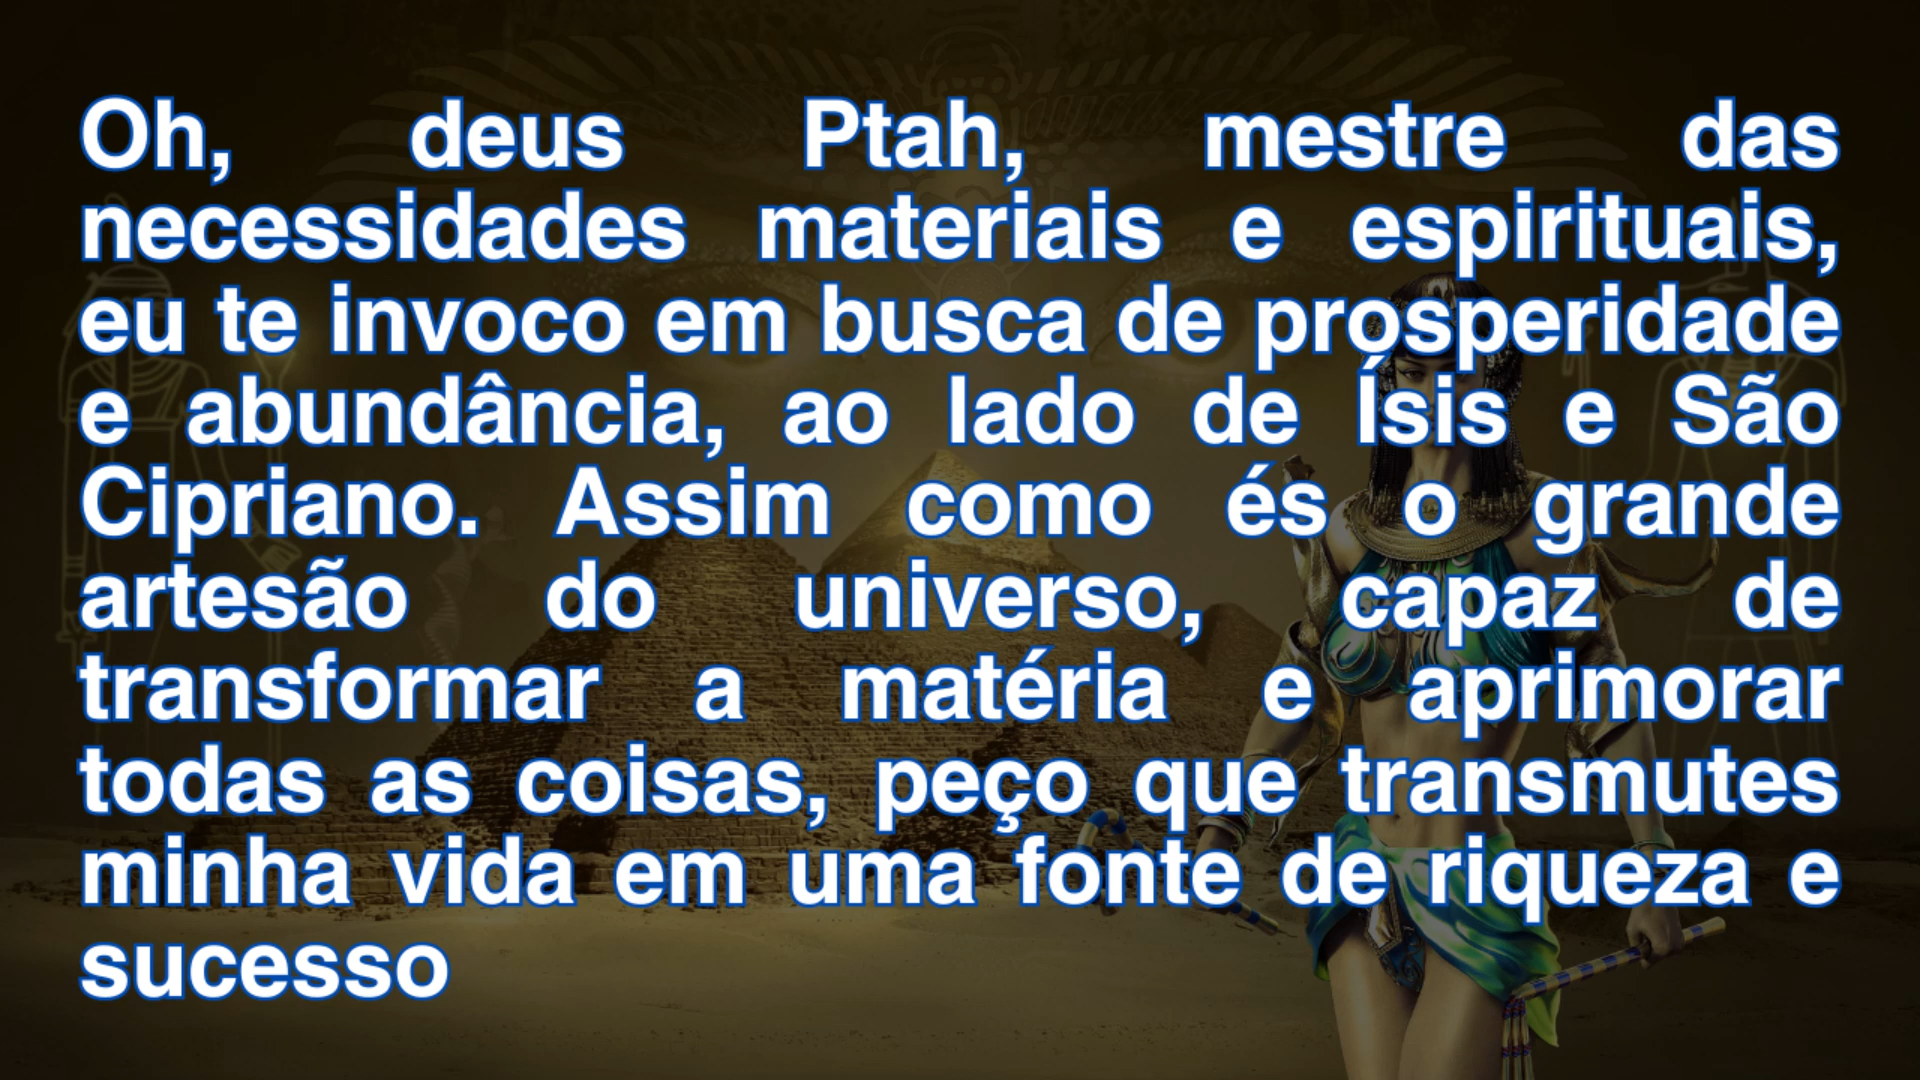 Oh, deus Ptah, mestre das
necessidades materiais e espirituais,
eu te invoco em busca de prosperidade
e abundância, ao lado de Ísis e São
Cipriano. Assim como és o grande
artesão do universo, capaz de
transformar a matéria e aprimorar
todas as coisas, peço que transmutes
minha vida em uma fonte de riqueza e
sucesso